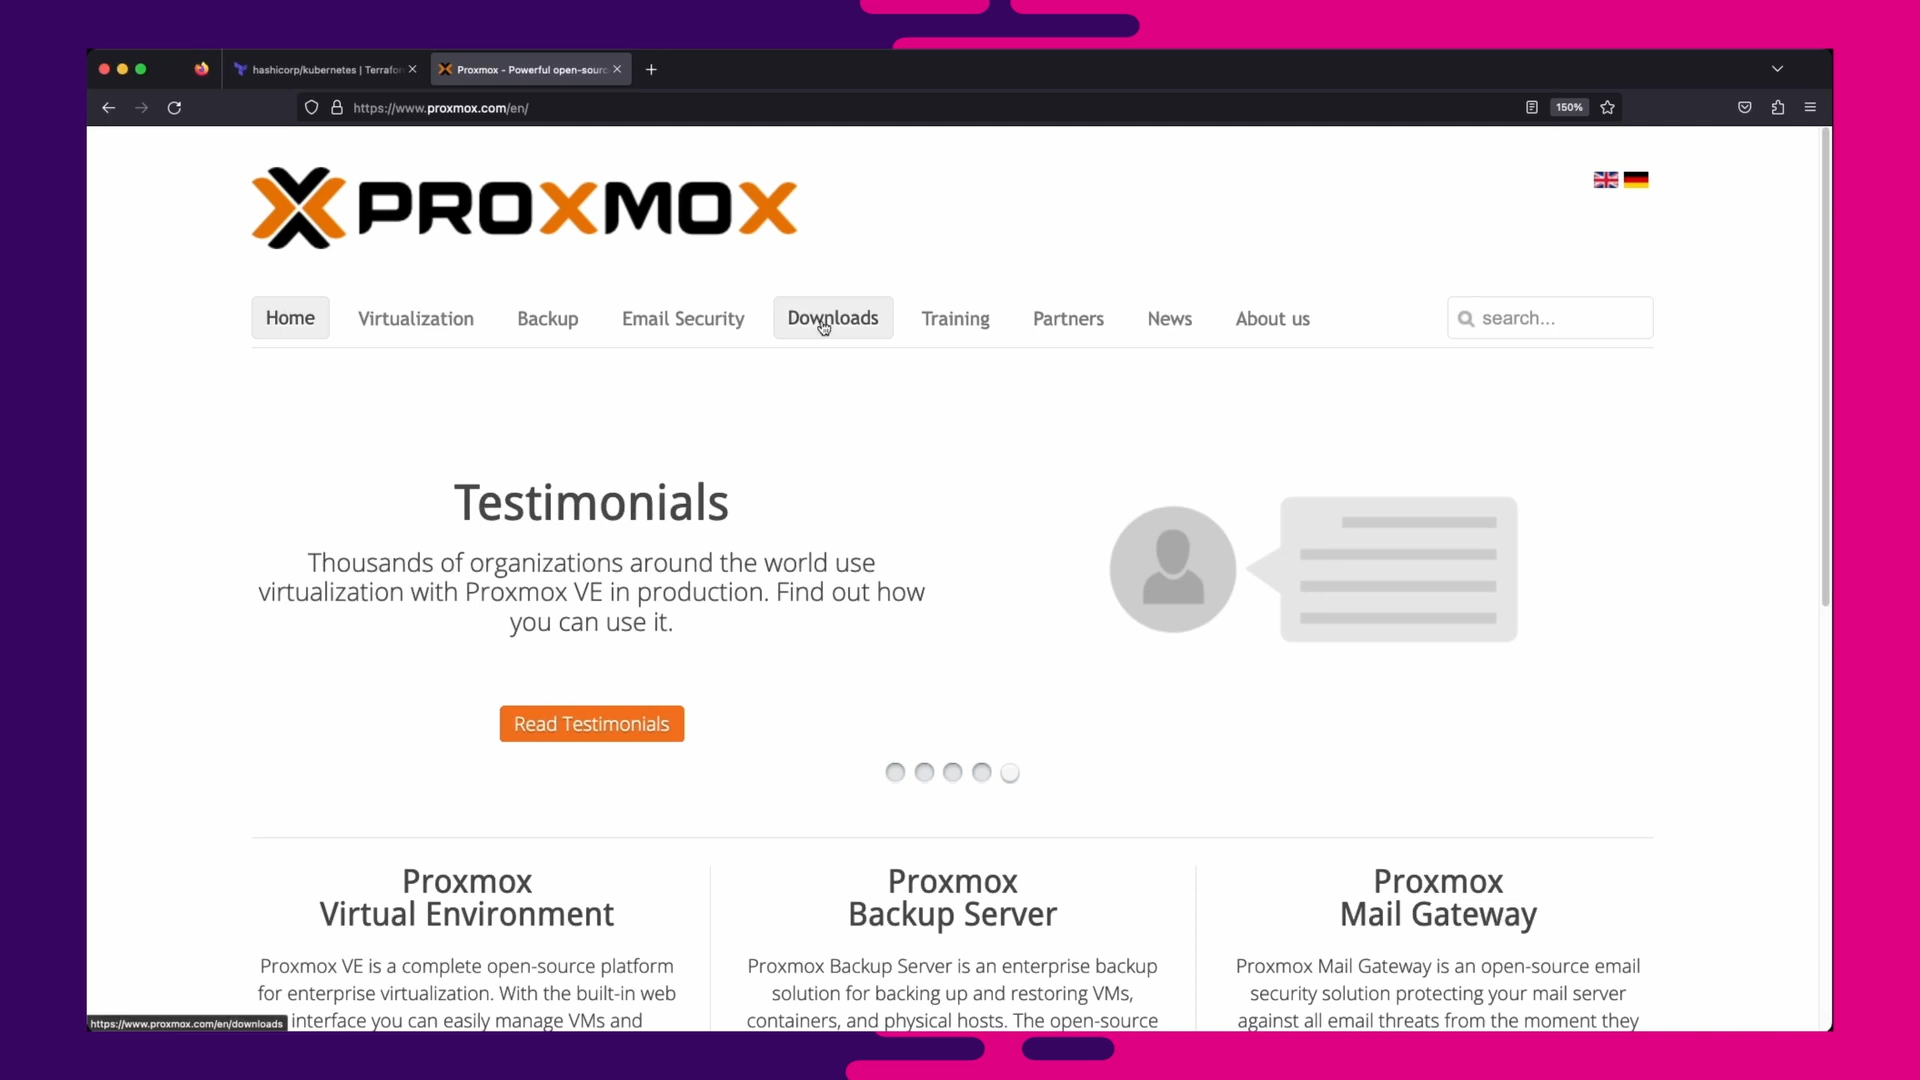 hashicorp/kubernetes | Terrafor
Proxmox - Powerful open-sourc
https://www.proxmox.com/en/
150%
PROXMOX
Home
Virtualization
Backup
Email Security
Downloads
Training
Partners
News
About us
search...
Testimonials
Thousands of organizations around the world use
virtualization with Proxmox VE in production. Find out how
you can use it.
Read Testimonials
Proxmox
Virtual Environment
Proxmox VE is a complete open-source platform
for enterprise virtualization. With the built-in web
interface you can easily manage VMs and
Proxmox
Backup Server
Proxmox Backup Server is an enterprise backup
solution for backing up and restoring VMs,
containers, and physical hosts. The open-source
Proxmox
Mail Gateway
Proxmox Mail Gateway is an open-source email
security solution protecting your mail server
against all email threats from the moment they
https://www.proxmox.com/en/downloads